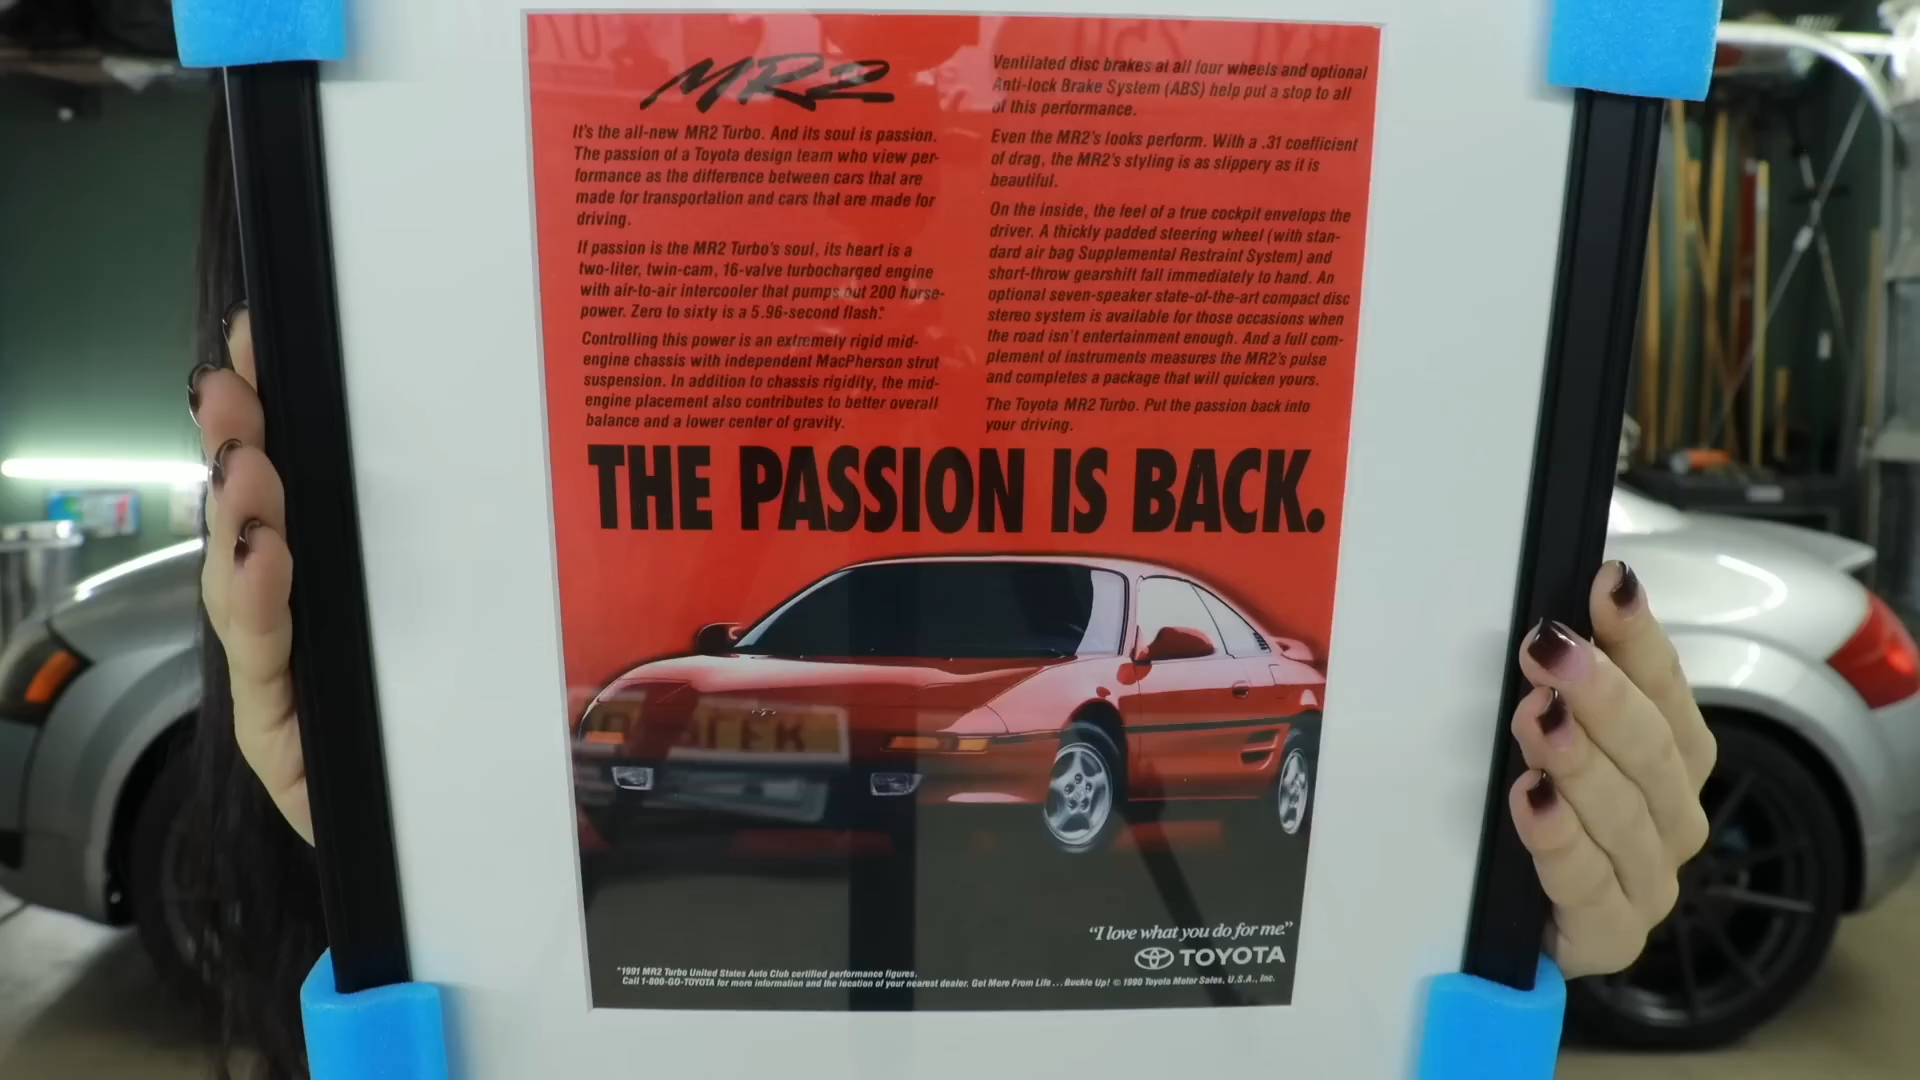 MR2
It's the all-new MR2 Turbo. And its soul is passion.
The passion of a Toyota design team who view per-
formance as the difference between cars that are
made for transportation and cars that are made for
driving.
If passion is the MR2 Turbo's soul, its heart is a
two-liter, twin-cam, 16-valve turbocharged engine
with air-to-air intercooler that pumps out 200 horse-
power. Zero to sixty is a 5.96-second flash.*
Controlling this power is an extremely rigid mid-
engine chassis with independent MacPherson strut
suspension. In addition to chassis rigidity, the mid-
engine placement also contributes to better overall
balance and a lower center of gravity.
Ventilated disc brakes at all four wheels and optional
Anti-lock Brake System (ABS) help put a stop to all
of this performance.
Even the MR2's looks perform. With a .31 coefficient
of drag, the MR2's styling is as slippery as it is
beautiful.
On the inside, the feel of a true cockpit envelops the
driver. A thickly padded steering wheel (with stan-
dard air bag Supplemental Restraint System) and
short-throw gearshift fall immediately to hand. An
optional seven-speaker state-of-the-art compact disc
stereo system is available for those occasions when
the road isn't entertainment enough. And a full com-
plement of instruments measures the MR2's pulse
and completes a package that will quicken yours.
The Toyota MR2 Turbo. Put the passion back into
your driving.
THE PASSION IS BACK.
"I love what you do for me."
TOYOTA
*1991 MR2 Turbo United States Auto Club certified performance figures.
Call 1-800-GO-TOYOTA for more information and the location of your nearest dealer. Get More From Life...Buckle Up! © 1990 Toyota Motor Sales, U.S.A., Inc.